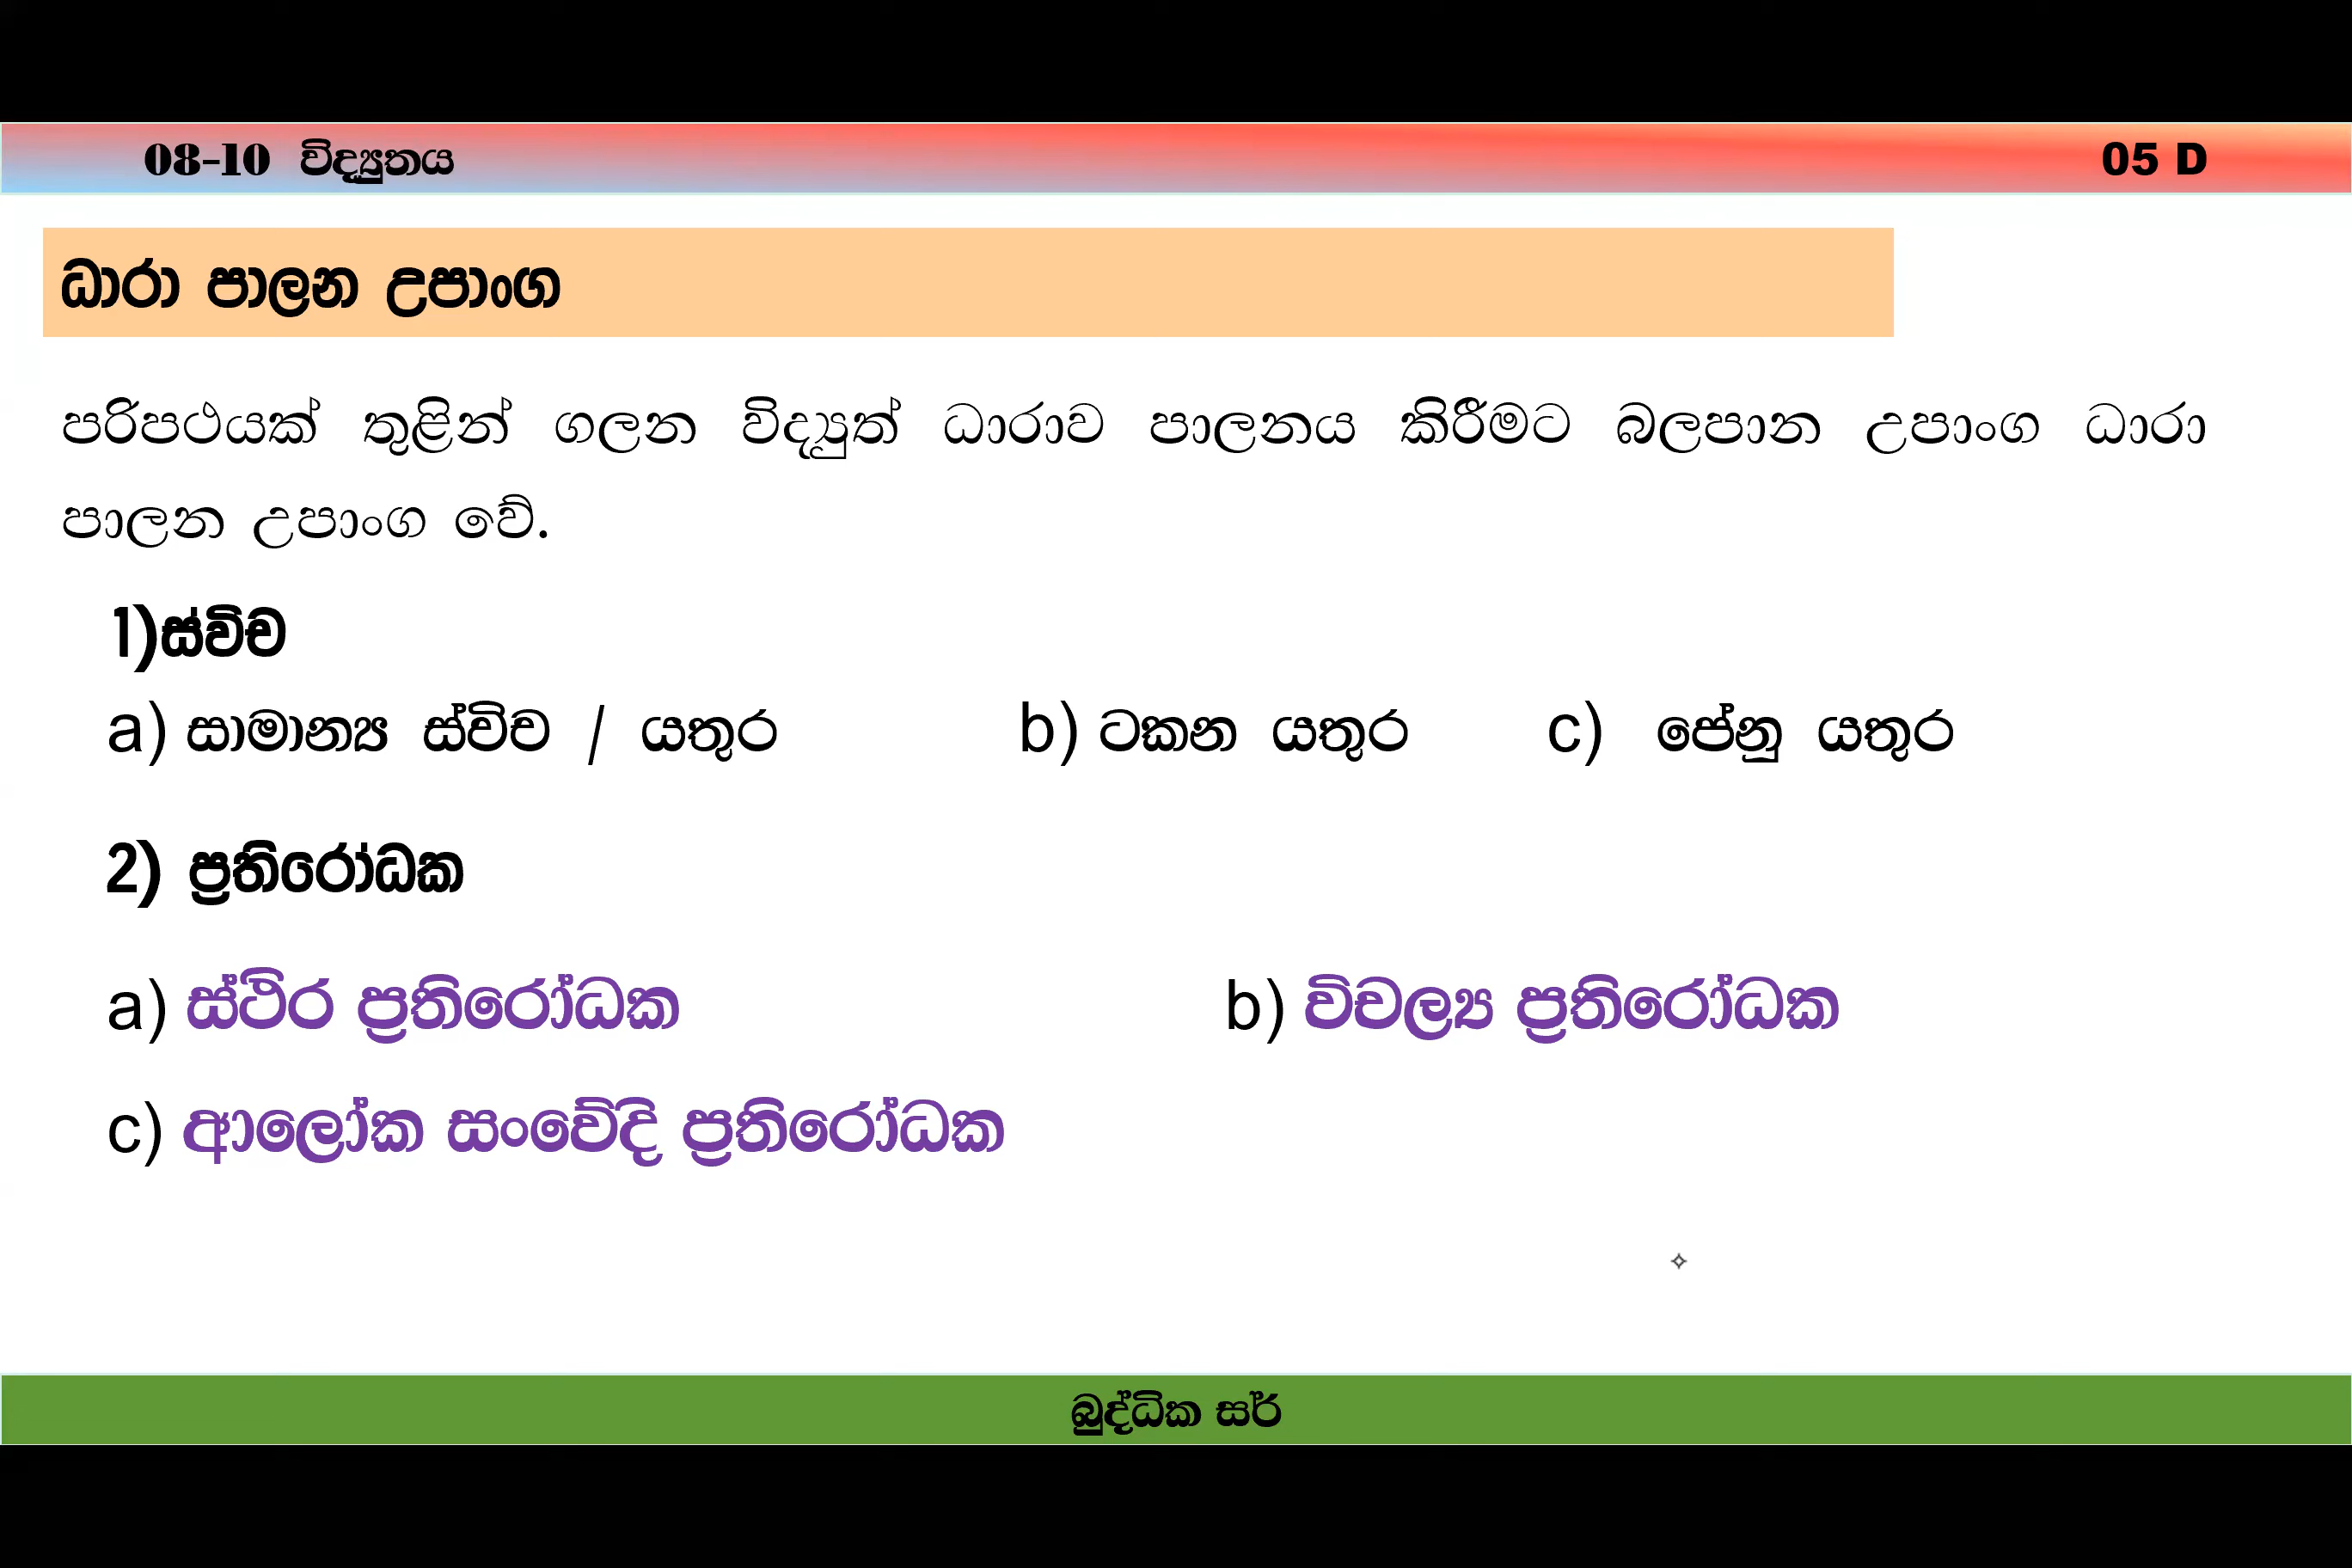 08-10 විද්‍යුතය 05 D
ධාරා පාලන උපාංග
පරිපථයක් තුළින් ගලන විද්‍යුත් ධාරාව පාලනය කිරීමට බලපාන උපාංග ධාරා
පාලන උපාංග වේ.
1)ස්විච
a) සාමාන්‍ය ස්විච / යතුර b) ටකන යතුර c) පේනු යතුර
2) ප්‍රතිරෝධක
a) ස්ථිර ප්‍රතිරෝධක b) විචල්‍ය ප්‍රතිරෝධක
c) ආලෝක සංවේදි ප්‍රතිරෝධක
බුද්ධික සර්